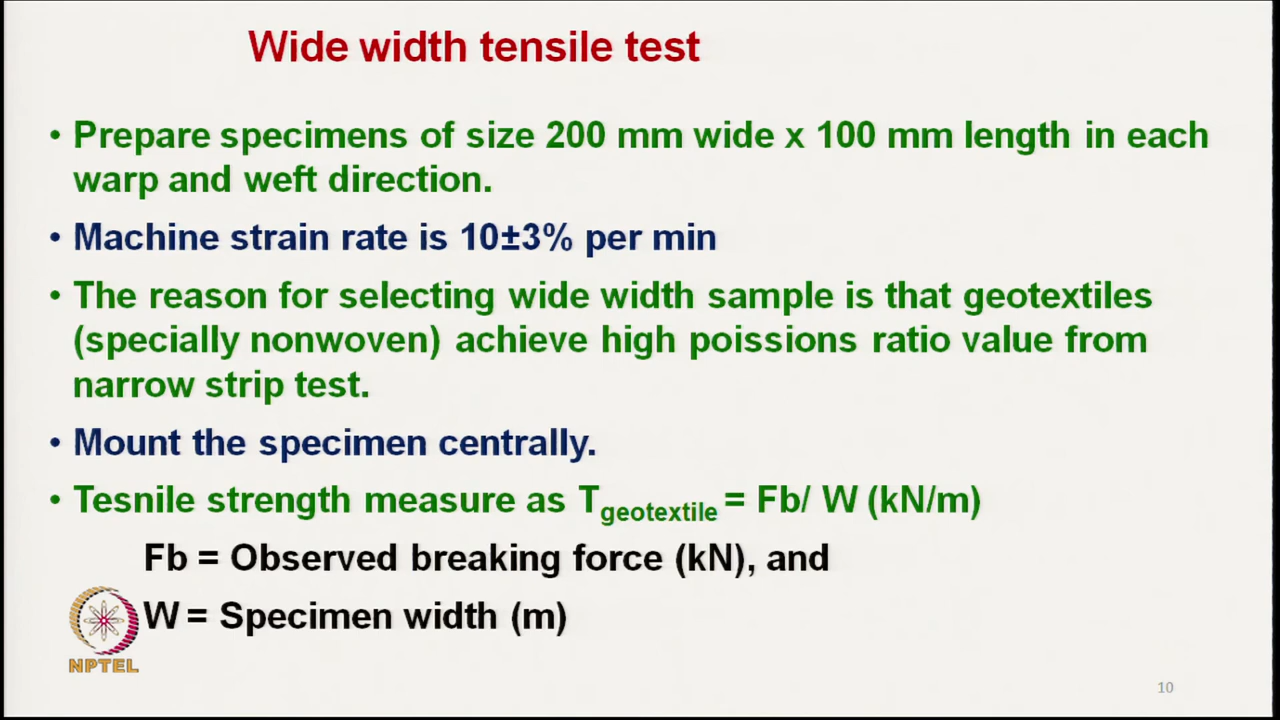 Wide width tensile test
• Prepare specimens of size 200 mm wide x 100 mm length in each
warp and weft direction.
• Machine strain rate is 10±3% per min
• The reason for selecting wide width sample is that geotextiles
(specially nonwoven) achieve high poissions ratio value from
narrow strip test.
• Mount the specimen centrally.
• Tesnile strength measure as Tgeotextile = Fb/ W (kN/m)
Fb = Observed breaking force (kN), and
W = Specimen width (m)
NPTEL
10